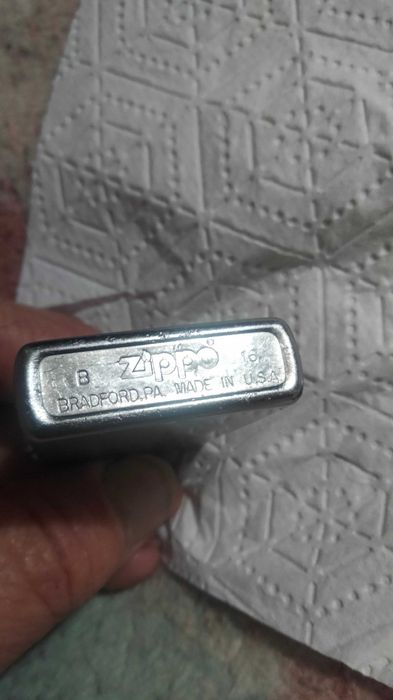 B Zippo® 16
BRADFORD, PA. MADE IN U.S.A.